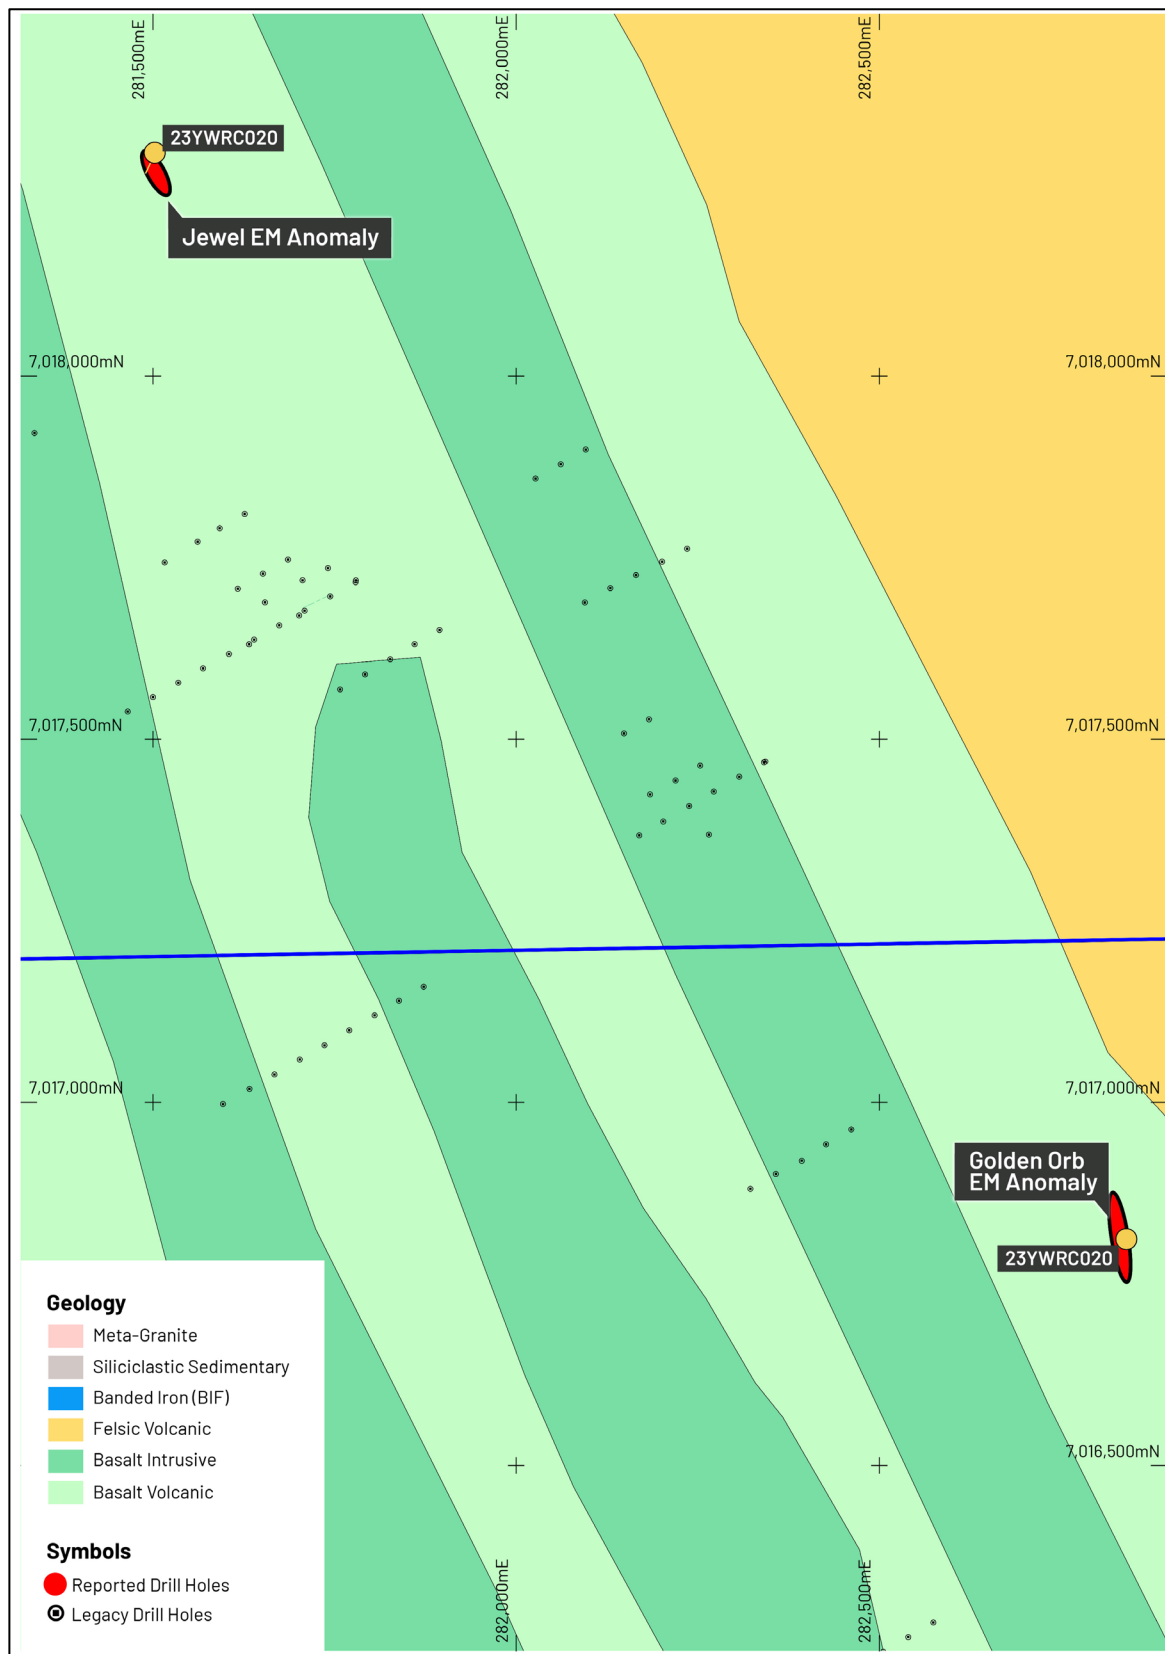 281,500mE
282,000mE
282,500mE
23YWRC020
Jewel EM Anomaly
7,018,000mN
7,018,000mN
7,017,500mN
7,017,500mN
7,017,000mN
7,017,000mN
Golden Orb
EM Anomaly
23YWRC020
7,016,500mN
282,000mE
282,500mE
Geology
Meta-Granite
Siliciclastic Sedimentary
Banded Iron (BIF)
Felsic Volcanic
Basalt Intrusive
Basalt Volcanic
Symbols
Reported Drill Holes
Legacy Drill Holes